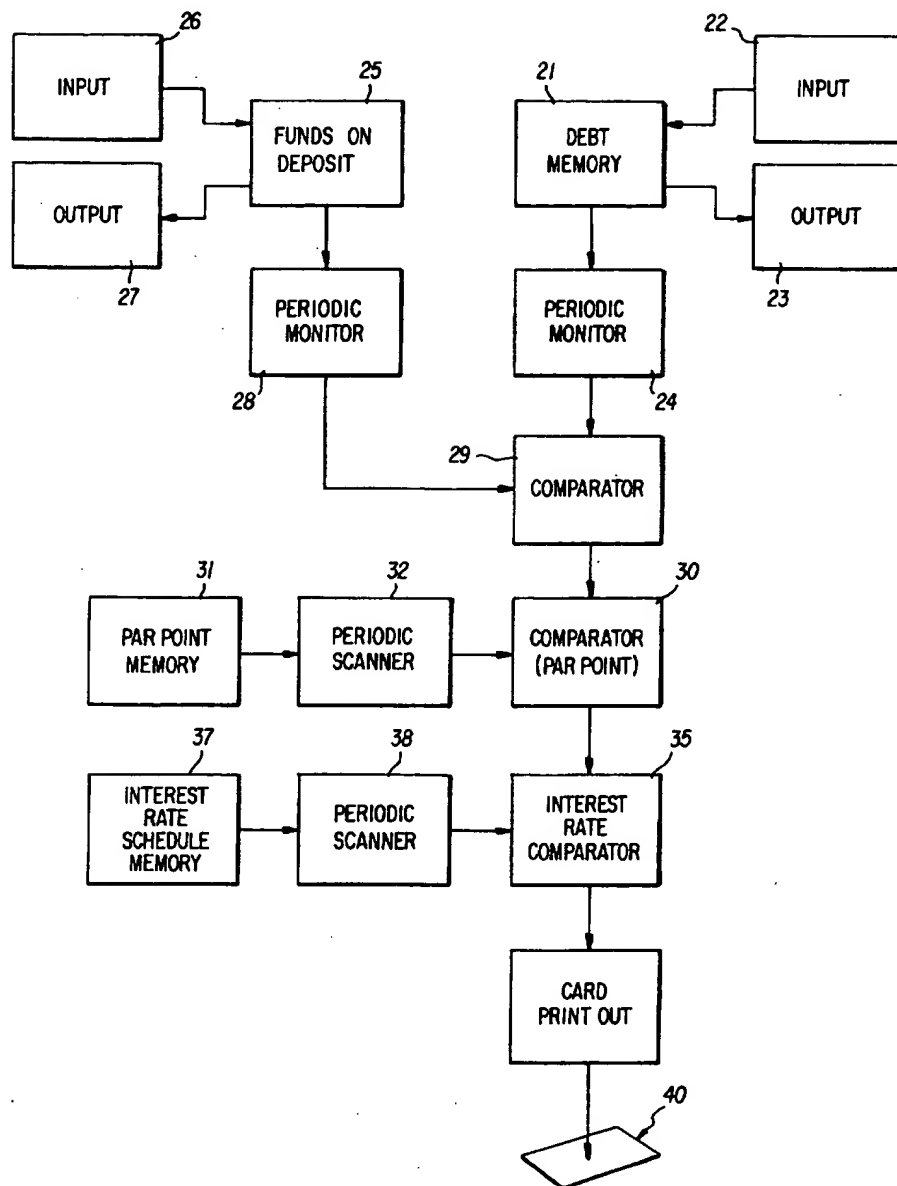 26
INPUT
25
FUNDS ON
DEPOSIT
OUTPUT
27
22
INPUT
21
DEBT
MEMORY
OUTPUT
23
PERIODIC
MONITOR
28
PERIODIC
MONITOR
24
29
COMPARATOR
31
PAR POINT
MEMORY
32
PERIODIC
SCANNER
30
COMPARATOR
(PAR POINT)
37
INTEREST
RATE
SCHEDULE
MEMORY
38
PERIODIC
SCANNER
35
INTEREST
RATE
COMPARATOR
CARD
PRINT OUT
40